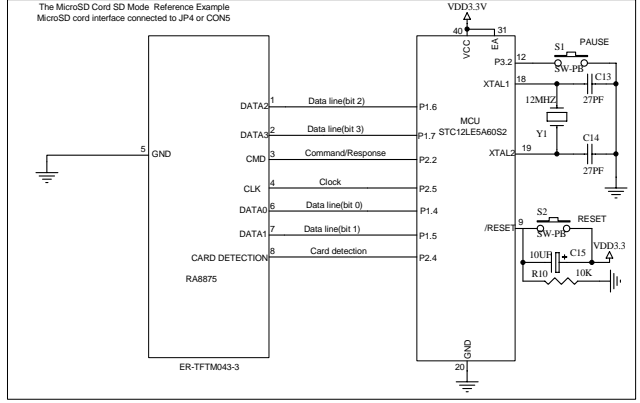 The MicroSD Cord SD Mode Reference Example
MicroSD cord interface connected to JP4 or CON5
VDD3.3V
40
31
VCC
EA
12
P3.2
S1
PAUSE
SW-PB
18
XTAL1
C13
27PF
12MHZ
Y1
MCU
STC12LE5A60S2
19
XTAL2
C14
27PF
DATA2
1
Data line(bit 2)
P1.6
DATA3
2
Data line(bit 3)
P1.7
5
GND
CMD
3
Command/Response
P2.2
CLK
4
Clock
P2.5
DATA0
6
Data line(bit 0)
P1.4
DATA1
7
Data line(bit 1)
P1.5
CARD DETECTION
8
Card detection
P2.4
RA8875
/RESET
9
S2
RESET
SW-PB
VDD3.3
10UF
+
C15
R10
10K
GND
20
ER-TFTM043-3